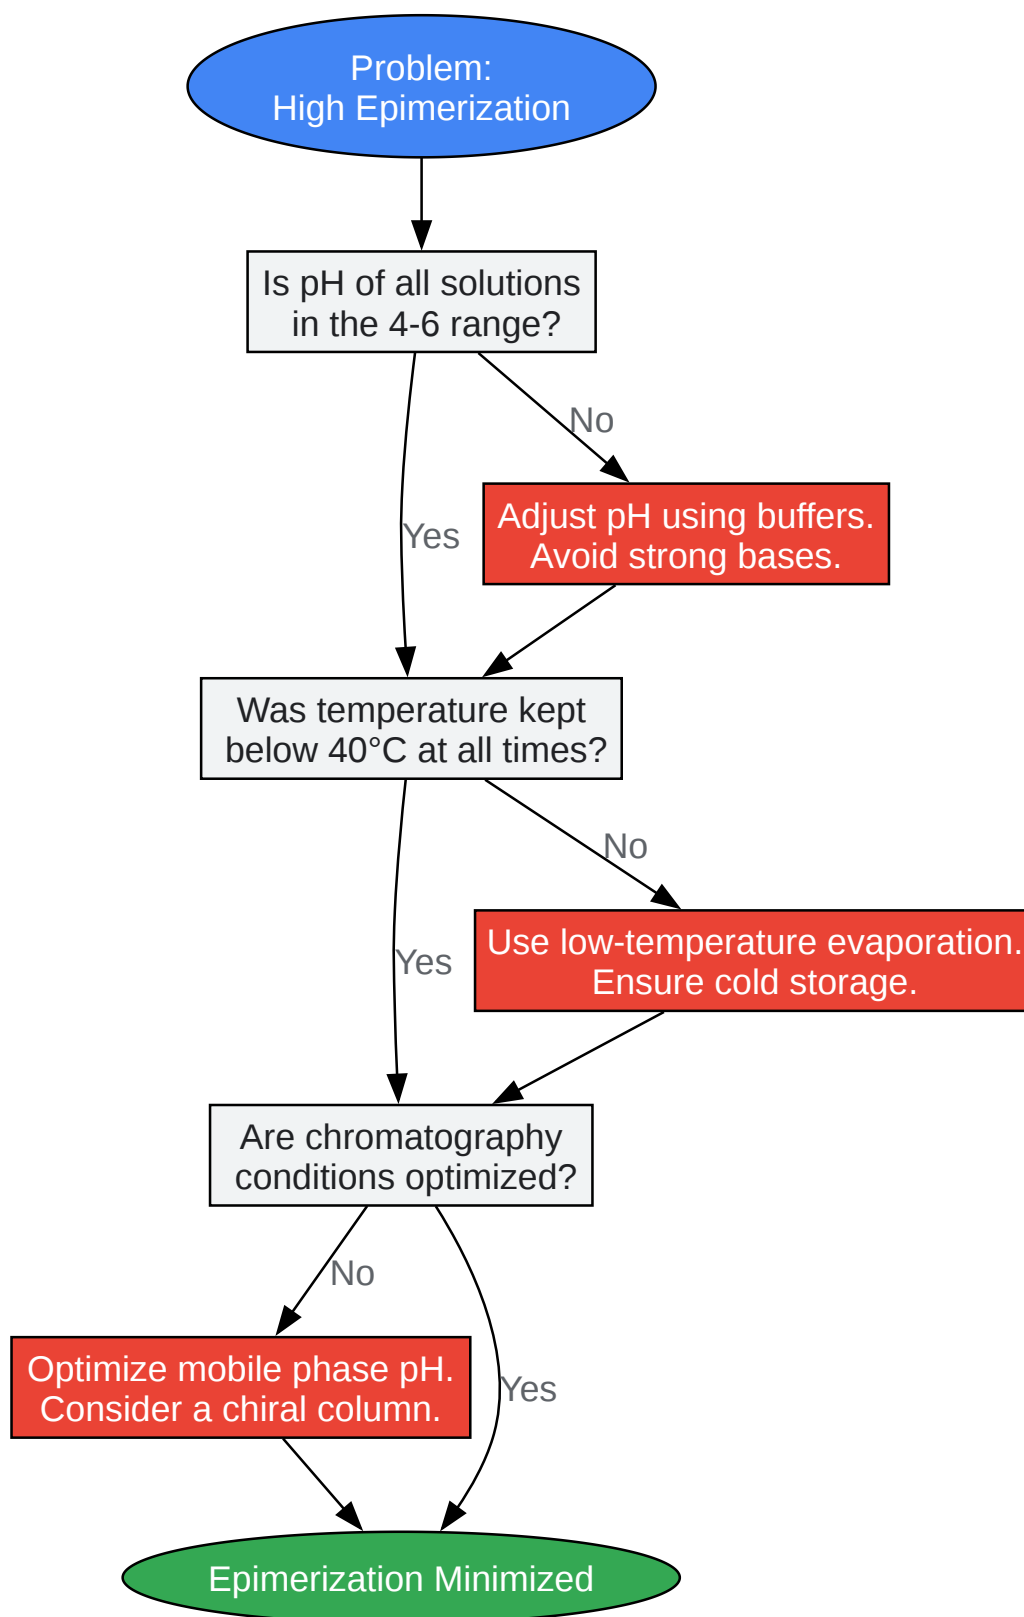 Problem:
High Epimerization
Is pH of all solutions
in the 4-6 range?
No
Yes
Adjust pH using buffers.
Avoid strong bases.
Was temperature kept
below 40°C at all times?
No
Yes
Use low-temperature evaporation.
Ensure cold storage.
Are chromatography
conditions optimized?
No
Yes
Optimize mobile phase pH.
Consider a chiral column.
Epimerization Minimized